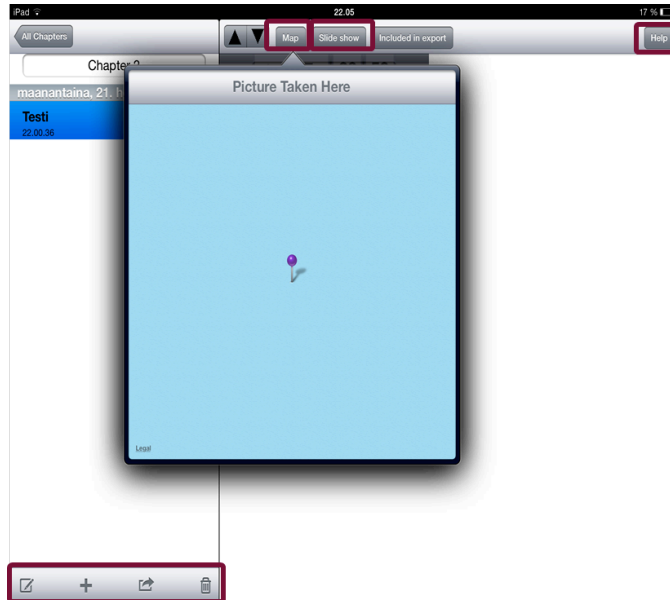 iPad 22.05 17 %
All Chapters Map Slide show Included in export Help
Chapter
Picture Taken Here
maanantaina, 21. h
Testi
22.00.36
Legal